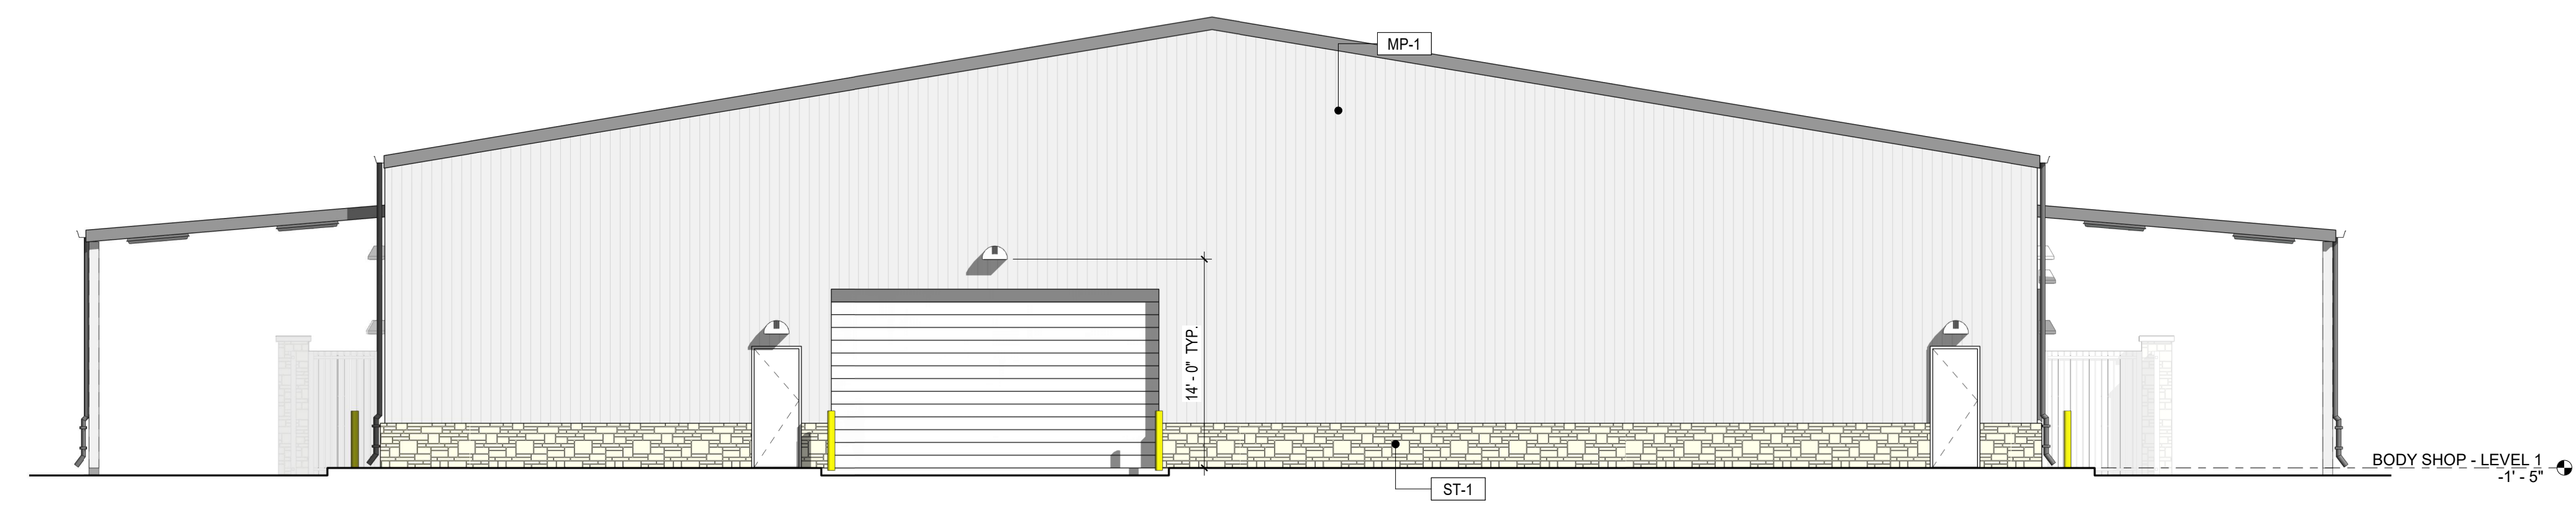 MP-1
14' - 0" TYP.
BODY SHOP - LEVEL 1
-1' - 5"
ST-1